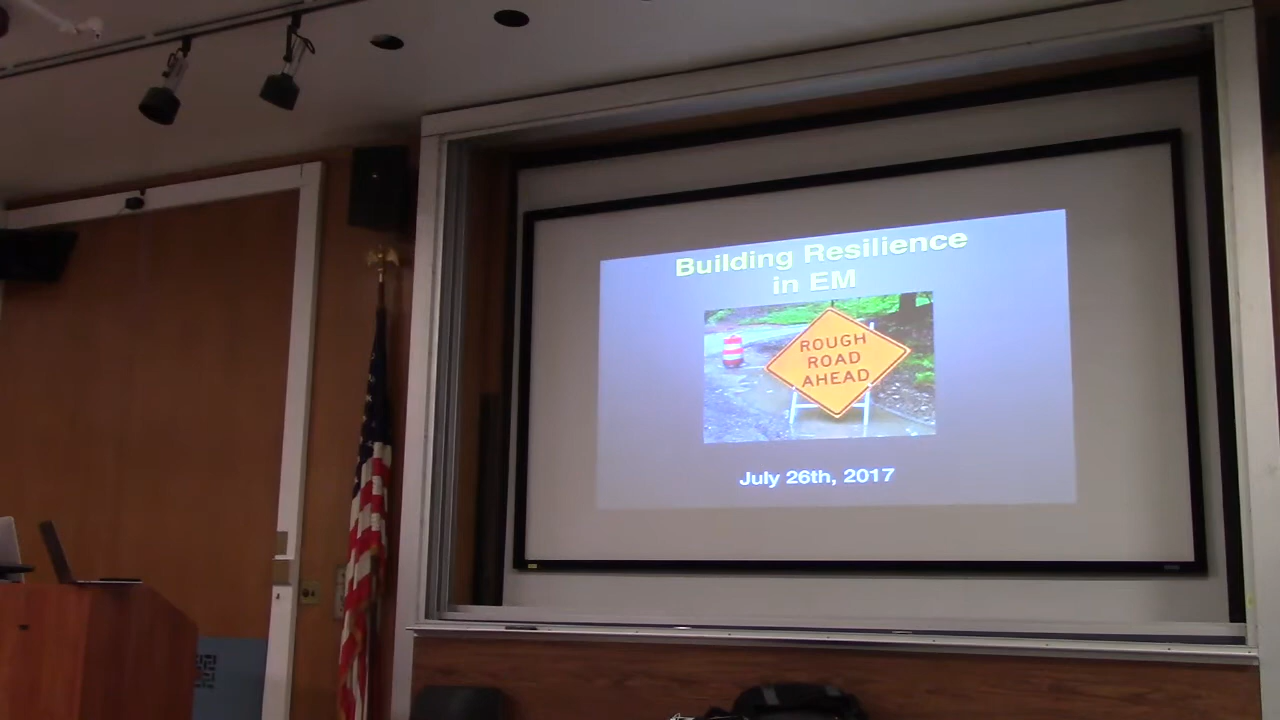 Building Resilience
in EM
ROUGH
ROAD
AHEAD
July 26th, 2017